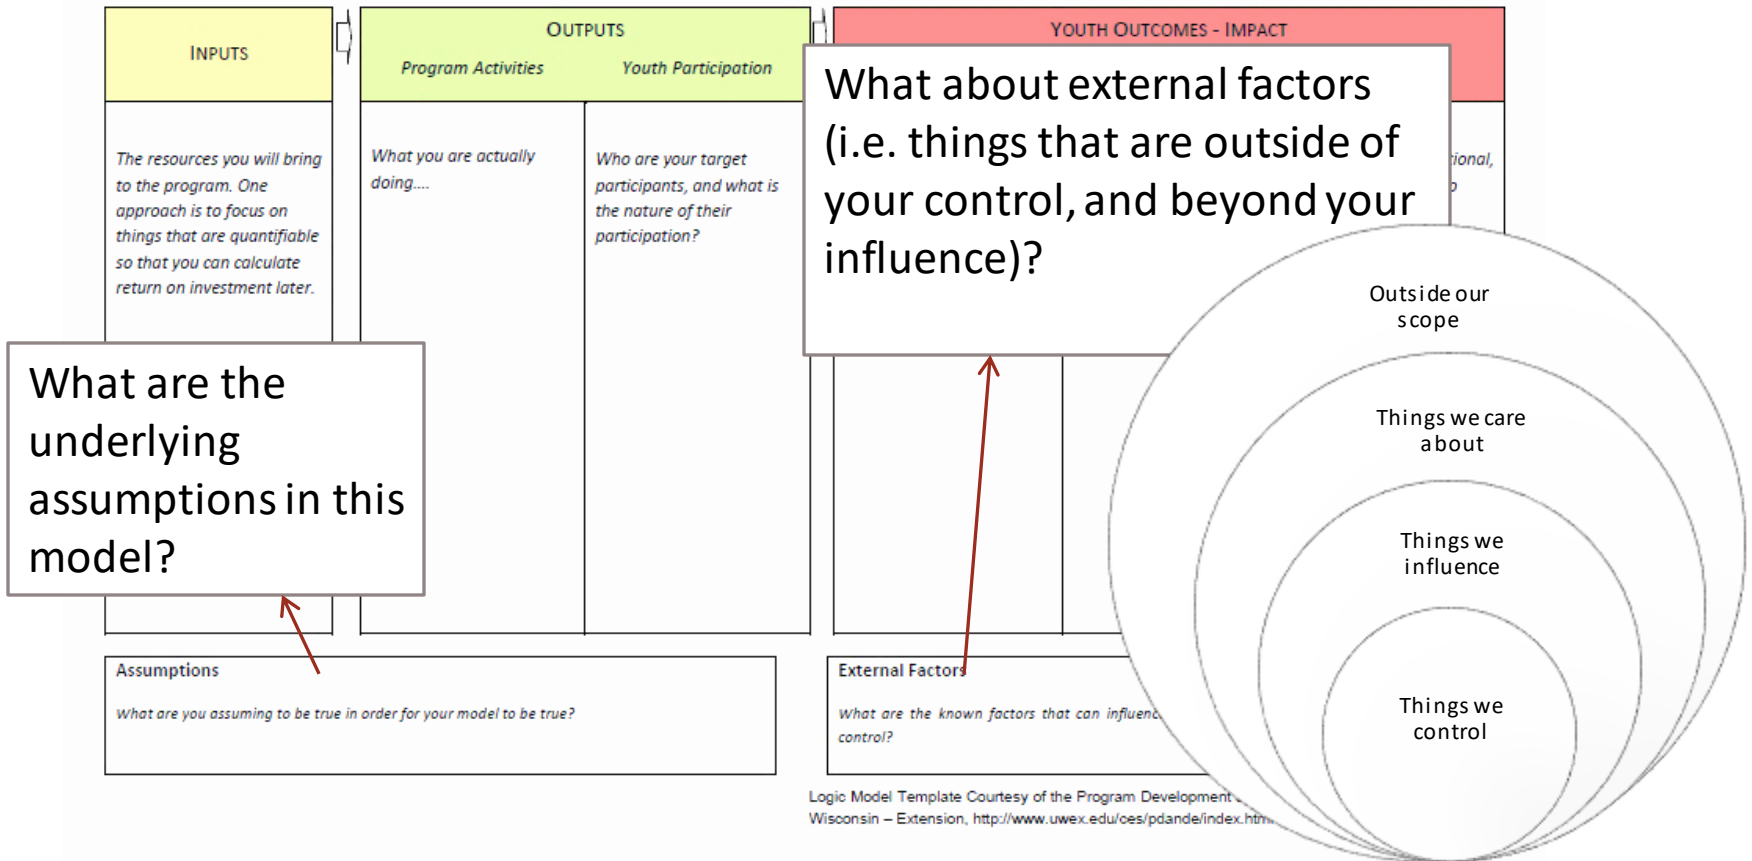 INPUTS
OUTPUTS
Program Activities
Youth Participation
YOUTH OUTCOMES - IMPACT
The resources you will bring
to the program. One
approach is to focus on
things that are quantifiable
so that you can calculate
return on investment later.
What you are actually
doing....
Who are your target
participants, and what is
the nature of their
participation?
What about external factors
(i.e. things that are outside of
your control, and beyond your
influence)?
What are the
underlying
assumptions in this
model?
Outside our
scope
Things we care
about
Things we
influence
Things we
control
Assumptions
What are you assuming to be true in order for your model to be true?
External Factors
What are the known factors that can
control?
Logic Model Template Courtesy of the Program Development
Wisconsin – Extension, http://www.uwex.edu/ces/pdande/index.htm